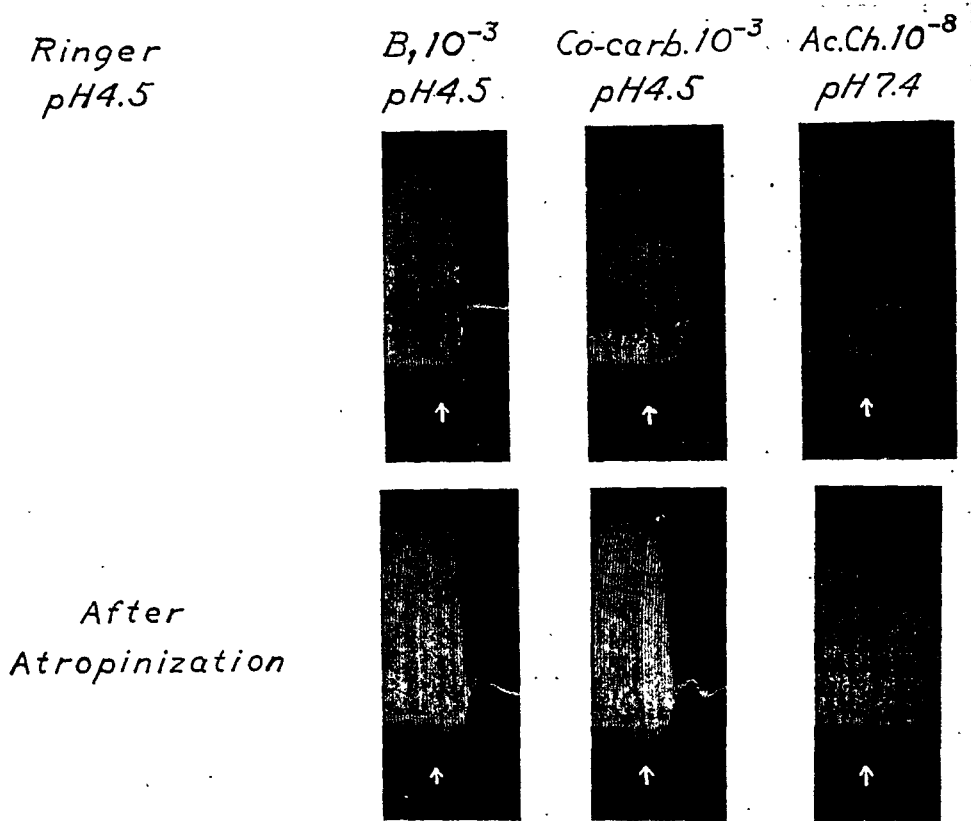 Ringer
pH4.5
B, 10⁻³
pH4.5
Co-carb. 10⁻³
pH4.5
Ac.Ch. 10⁻⁸
pH7.4
After
Atropinization